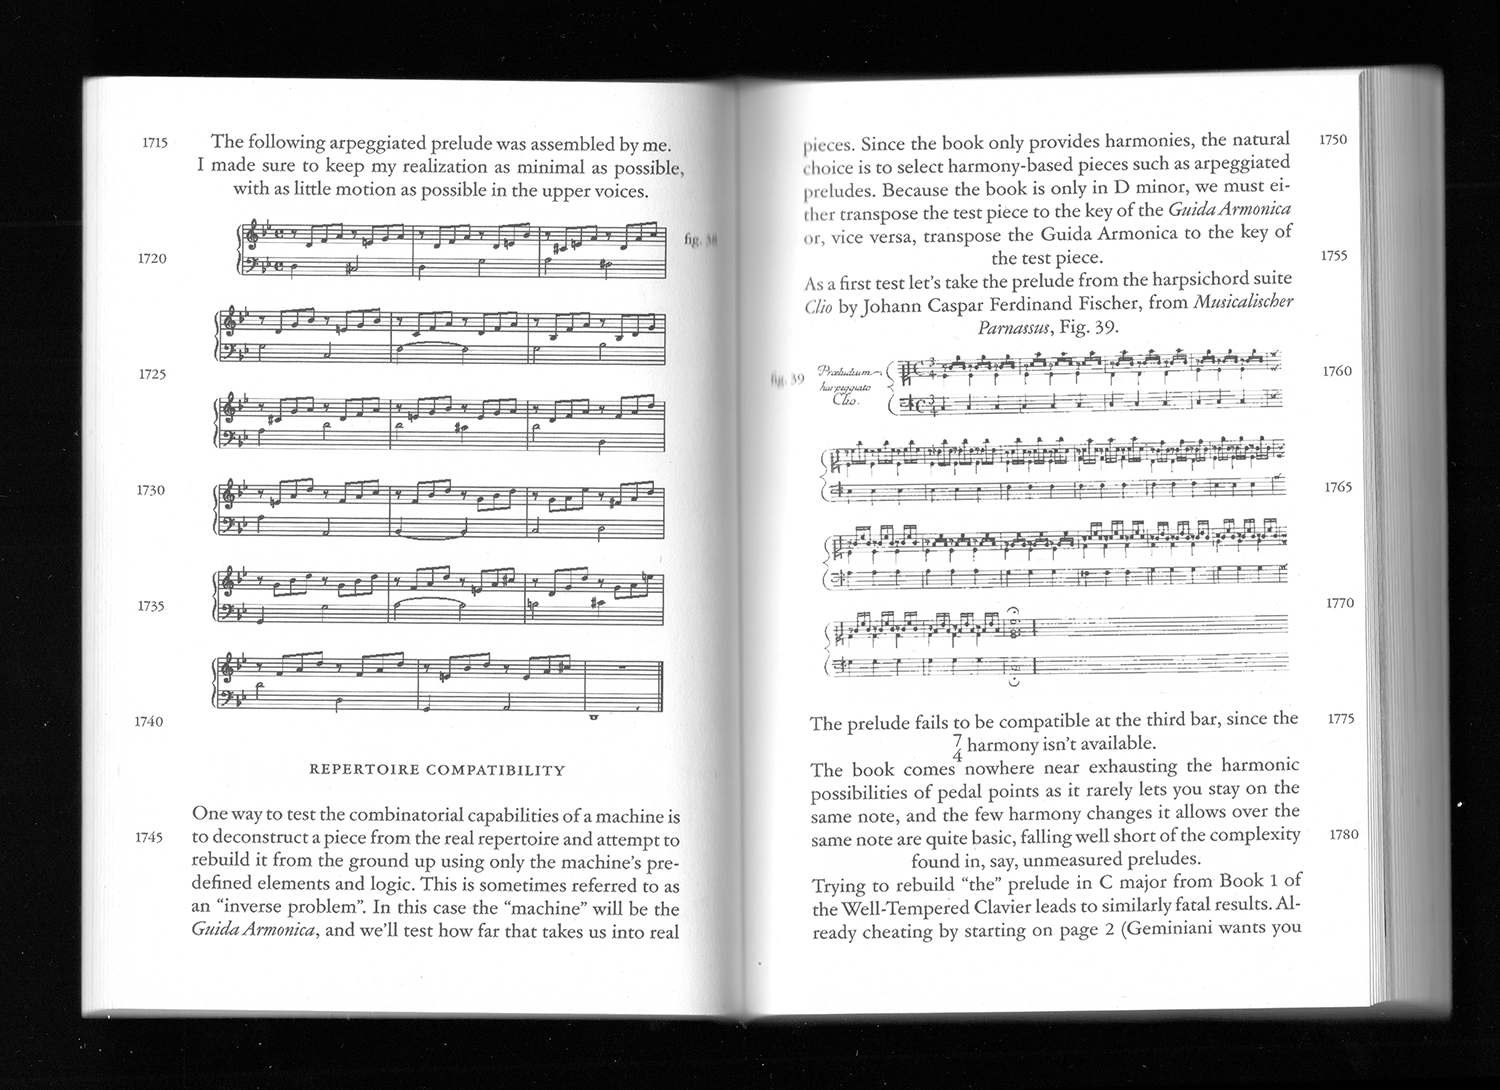 1715 The following arpeggiated prelude was assembled by me.
I made sure to keep my realization as minimal as possible,
with as little motion as possible in the upper voices.
fig. 38
1720
1725
1730
1735
1740
REPERTOIRE COMPATIBILITY
One way to test the combinatorial capabilities of a machine is
1745 to deconstruct a piece from the real repertoire and attempt to
rebuild it from the ground up using only the machine's pre-
defined elements and logic. This is sometimes referred to as
an “inverse problem”. In this case the “machine” will be the
Guida Armonica, and we'll test how far that takes us into real
pieces. Since the book only provides harmonies, the natural 1750
choice is to select harmony-based pieces such as arpeggiated
preludes. Because the book is only in D minor, we must ei-
ther transpose the test piece to the key of the Guida Armonica
or, vice versa, transpose the Guida Armonica to the key of
the test piece. 1755
As a first test let's take the prelude from the harpsichord suite
Clio by Johann Caspar Ferdinand Fischer, from Musicalischer
Parnassus, Fig. 39.
fig. 39
Præludium
harpeggiato
Clio.
1760
1765
1770
The prelude fails to be compatible at the third bar, since the 1775
7
4 harmony isn't available.
The book comes nowhere near exhausting the harmonic
possibilities of pedal points as it rarely lets you stay on the
same note, and the few harmony changes it allows over the
same note are quite basic, falling well short of the complexity 1780
found in, say, unmeasured preludes.
Trying to rebuild “the” prelude in C major from Book 1 of
the Well-Tempered Clavier leads to similarly fatal results. Al-
ready cheating by starting on page 2 (Geminiani wants you